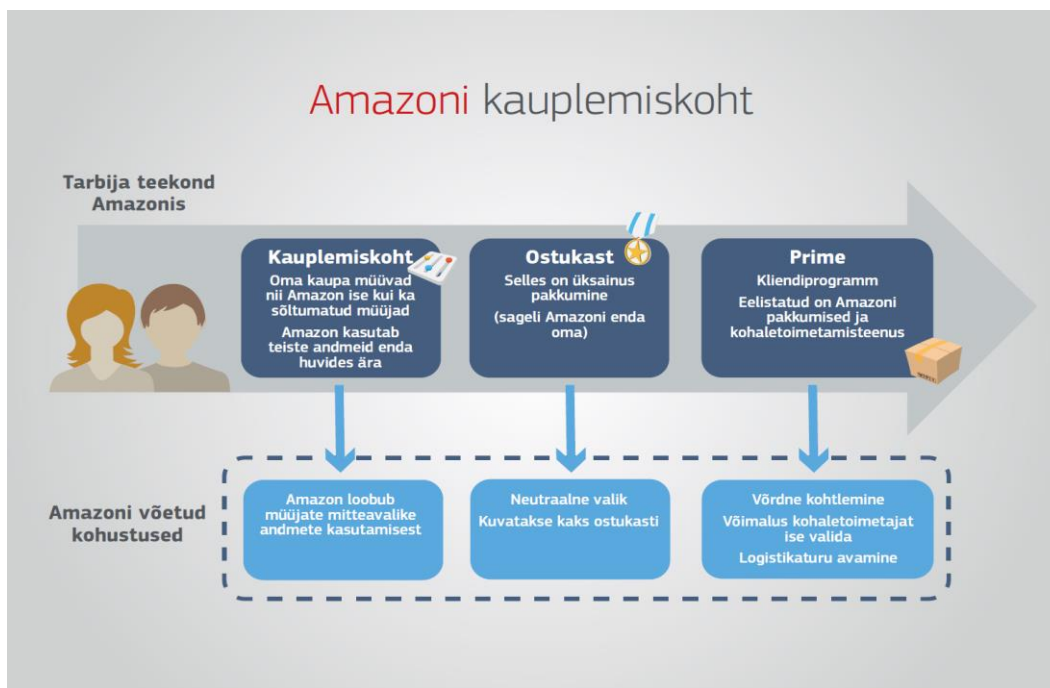 Amazoni kauplemiskoht
Tarbija teekond
Amazonis
Kauplemiskoht
Oma kaupa müüvad
nii Amazon ise kui ka
sõltumatud müüjad
Amazon kasutab
teiste andmeid enda
huvides ära
Ostukast
Selles on üksainus
pakkumine
(sageli Amazoni enda
oma)
Prime
Kliendiprogramm
Eelistatud on Amazoni
pakkumised ja
kohaletoimetamisteenus
Amazoni võetud
kohustused
Amazon loobub
müüjate mitteavalike
andmete kasutamisest
Neutraalne valik
Kuvatakse kaks ostukasti
Võrdne kohtlemine
Võimalus kohaletoimetajat
ise valida
Logistikaturu avamine